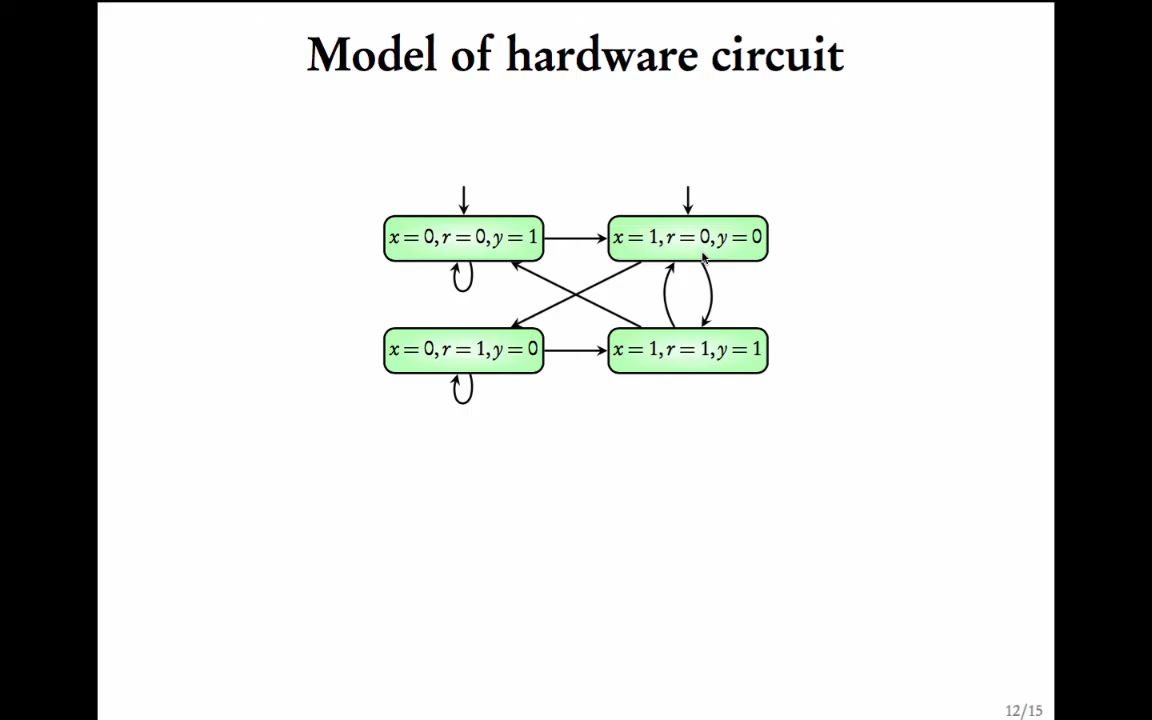 Model of hardware circuit
x = 0, r = 0, y = 1
x = 1, r = 0, y = 0
x = 0, r = 1, y = 0
x = 1, r = 1, y = 1
12/15